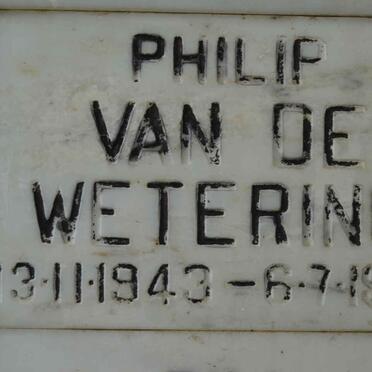 PHILIP
VAN DE
WETERIN
13·11·1943 – 6·7·19